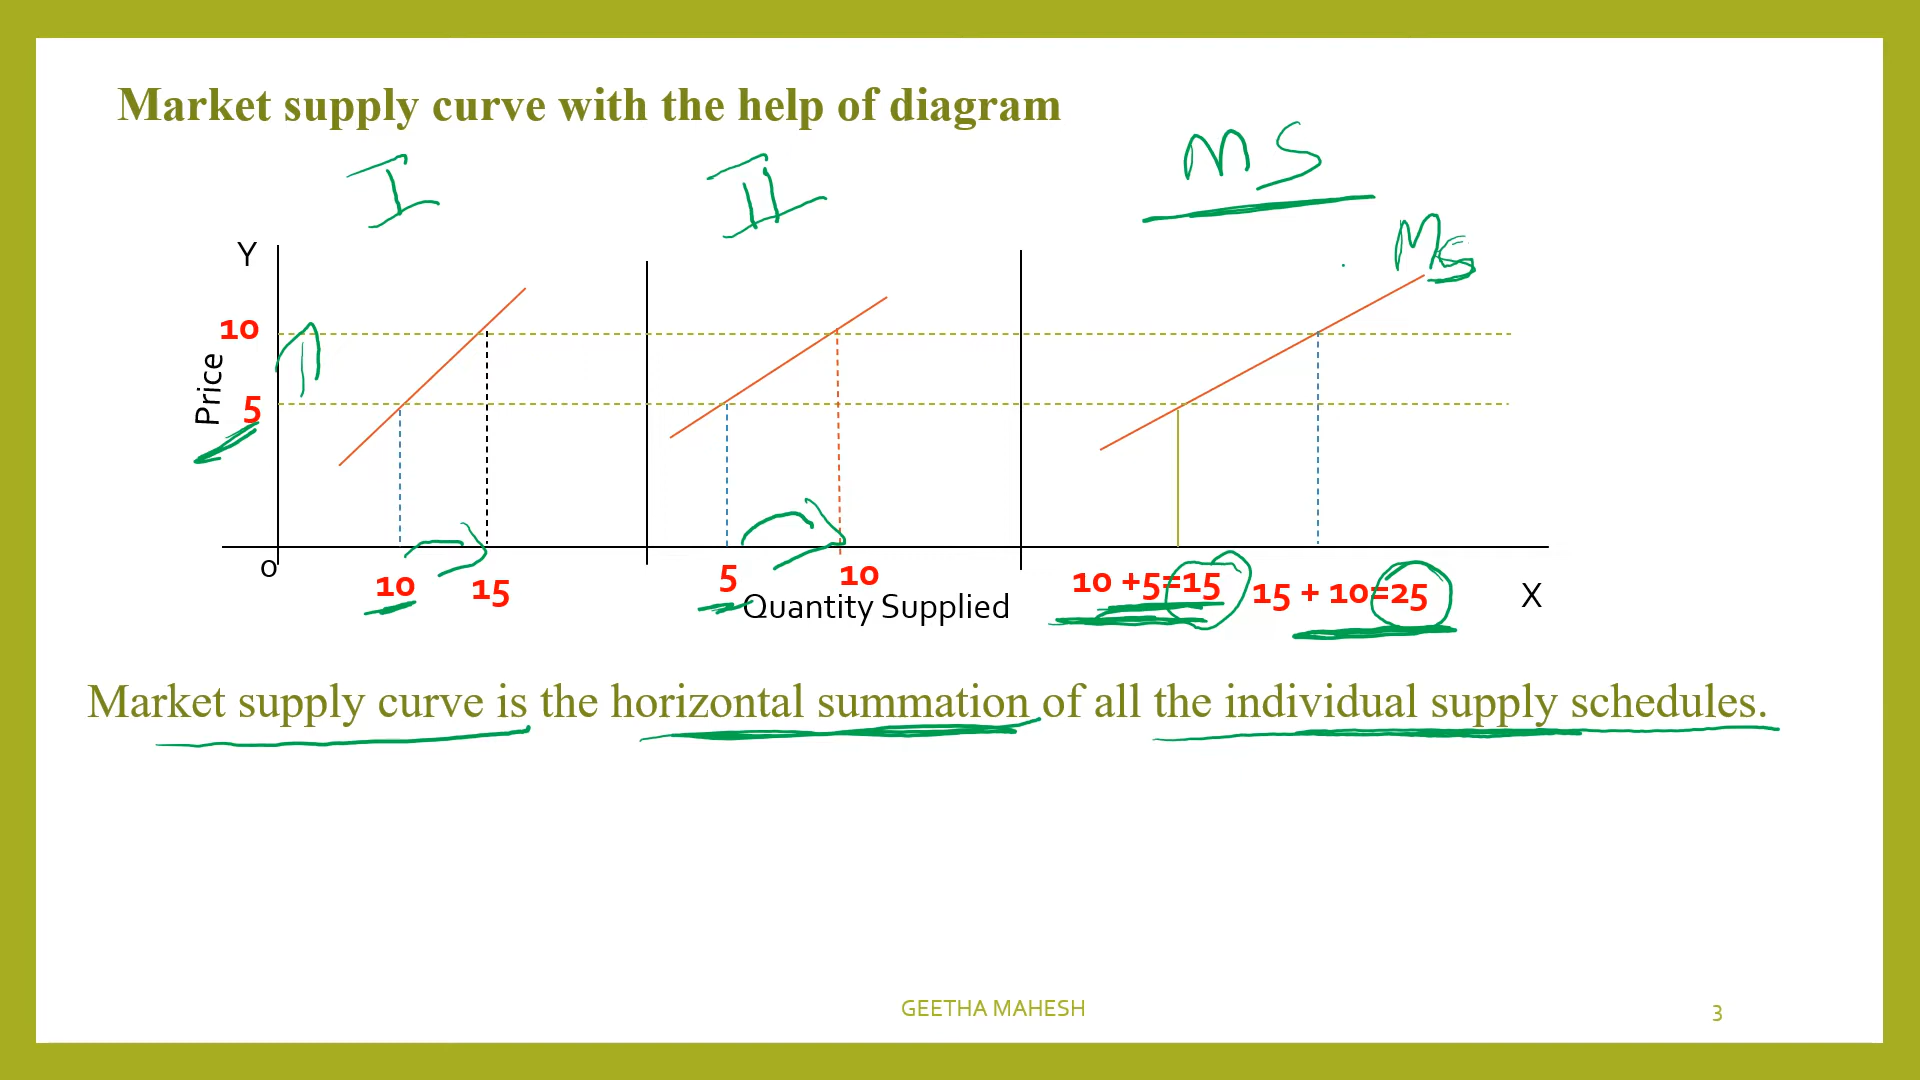 Market supply curve with the help of diagram
I
II
MS
MS
Y
10
Price
5
0
10
15
5
10
10 +5=15
15 + 10=25
X
Quantity Supplied
Market supply curve is the horizontal summation of all the individual supply schedules.
GEETHA MAHESH
3